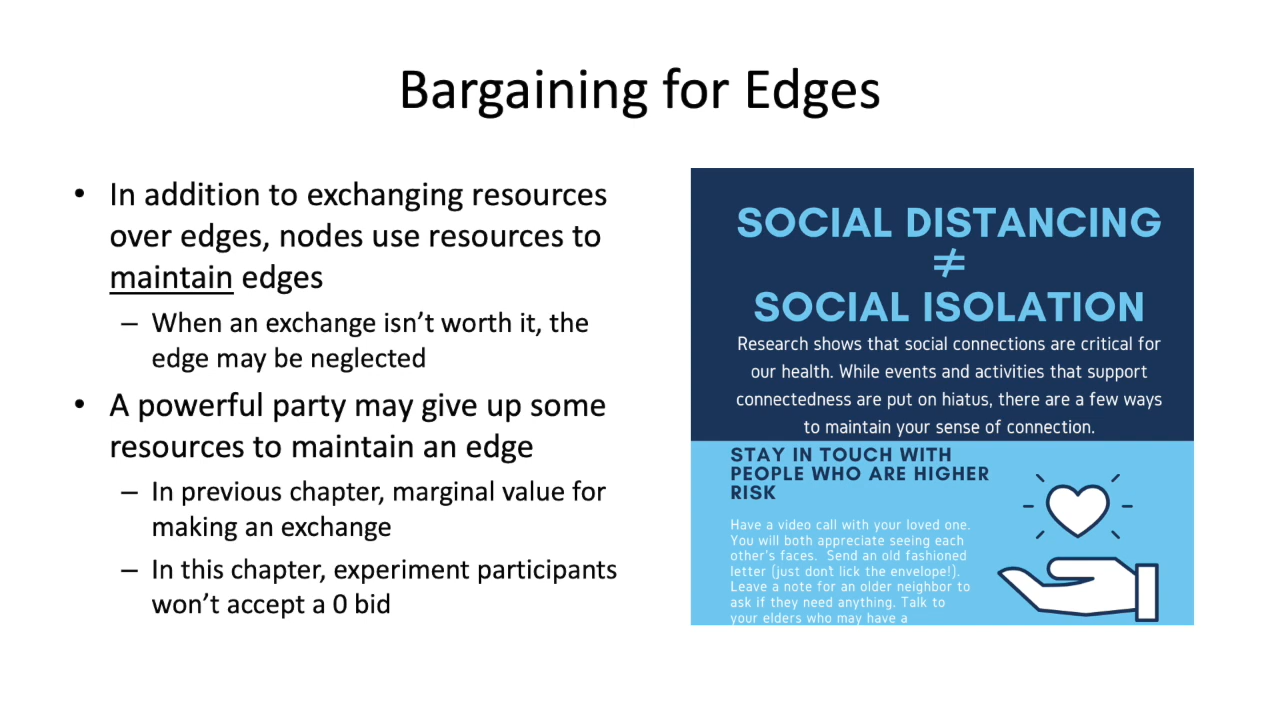 Bargaining for Edges
• In addition to exchanging resources
over edges, nodes use resources to
maintain edges
– When an exchange isn’t worth it, the
edge may be neglected
• A powerful party may give up some
resources to maintain an edge
– In previous chapter, marginal value for
making an exchange
– In this chapter, experiment participants
won’t accept a 0 bid
SOCIAL DISTANCING
≠
SOCIAL ISOLATION
Research shows that social connections are critical for
our health. While events and activities that support
connectedness are put on hiatus, there are a few ways
to maintain your sense of connection.
STAY IN TOUCH WITH
PEOPLE WHO ARE HIGHER
RISK
Have a video call with your loved one.
You will both appreciate seeing each
other's faces. Send an old fashioned
letter (just don't lick the envelope!).
Leave a note for an older neighbor to
ask if they need anything. Talk to
your elders who may have a